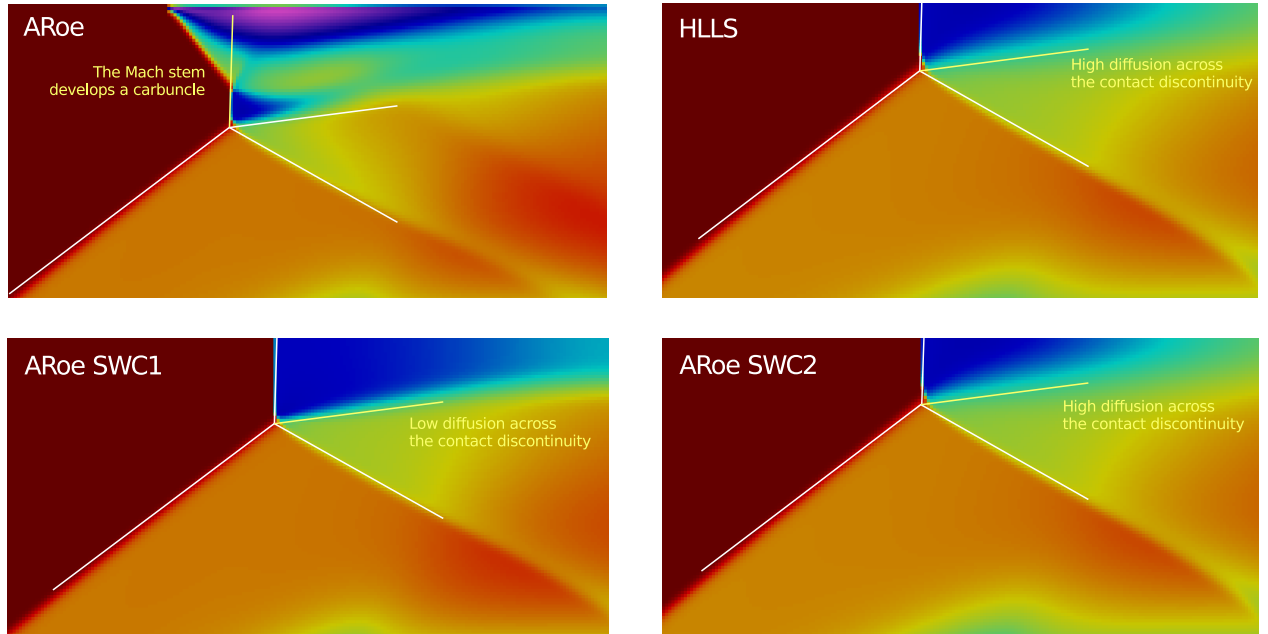 ARoe
The Mach stem
develops a carbuncle
HLLS
High diffusion across
the contact discontinuity
ARoe SWC1
Low diffusion across
the contact discontinuity
ARoe SWC2
High diffusion across
the contact discontinuity